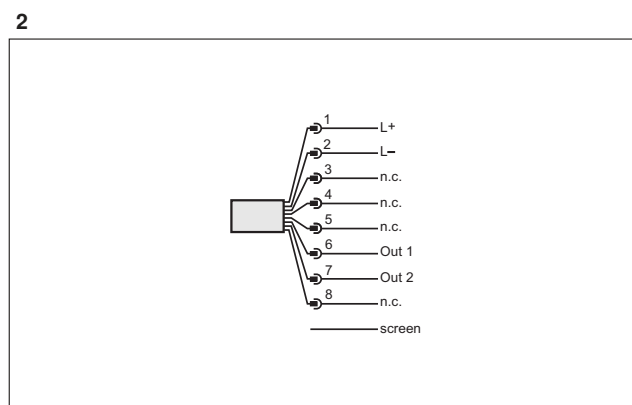 2
1 L+
2 L–
3 n.c.
4 n.c.
5 n.c.
6 Out 1
7 Out 2
8 n.c.
screen